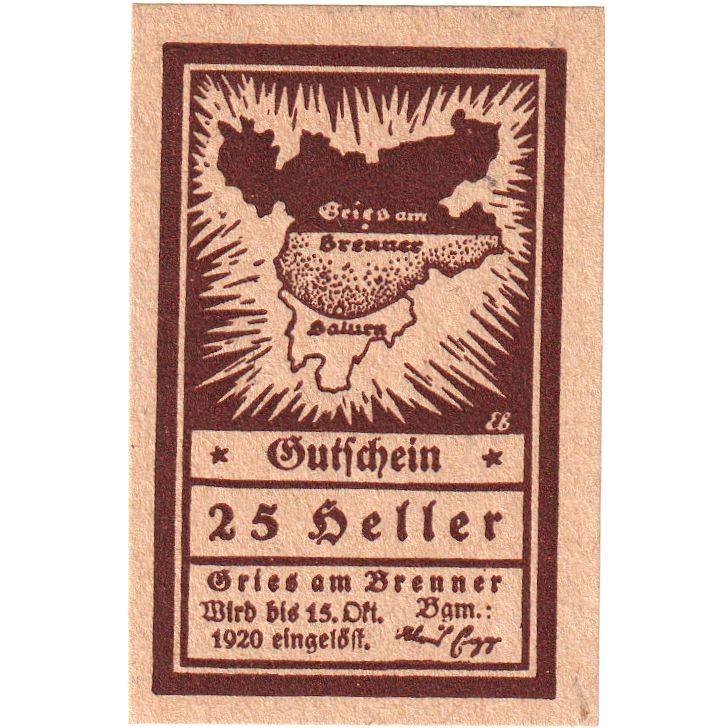 Gries am
Brenner
Salurn
EB
Gutschein
25 Heller
Gries am Brenner
Wird bis 15. Okt. Bgm.:
1920 eingelöst.